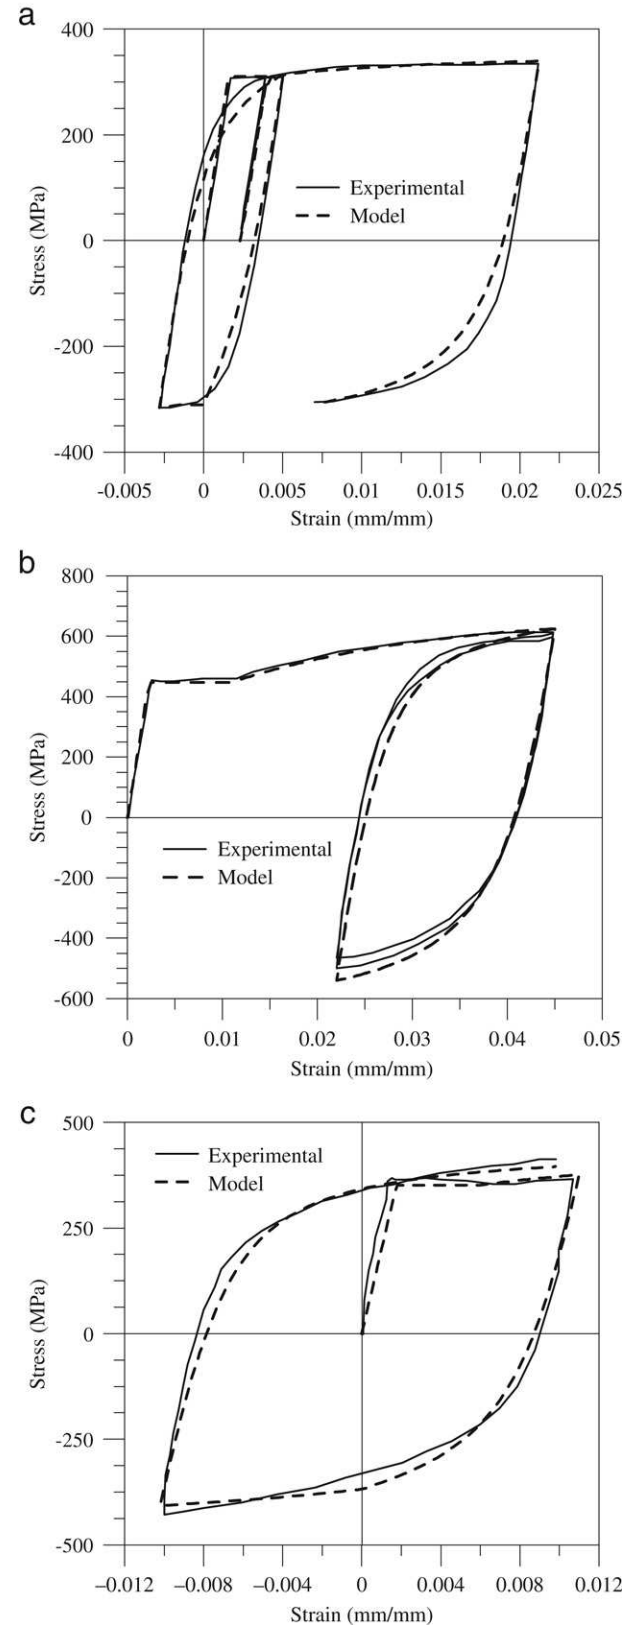 a
400
200
0
-200
-400
Stress (MPa)
Experimental
Model
-0.005 0 0.005 0.01 0.015 0.02 0.025
Strain (mm/mm)
b
800
600
400
200
0
-200
-400
-600
Stress (MPa)
Experimental
Model
0 0.01 0.02 0.03 0.04 0.05
Strain (mm/mm)
c
500
250
0
-250
-500
Stress (MPa)
Experimental
Model
−0.012 −0.008 −0.004 0 0.004 0.008 0.012
Strain (mm/mm)